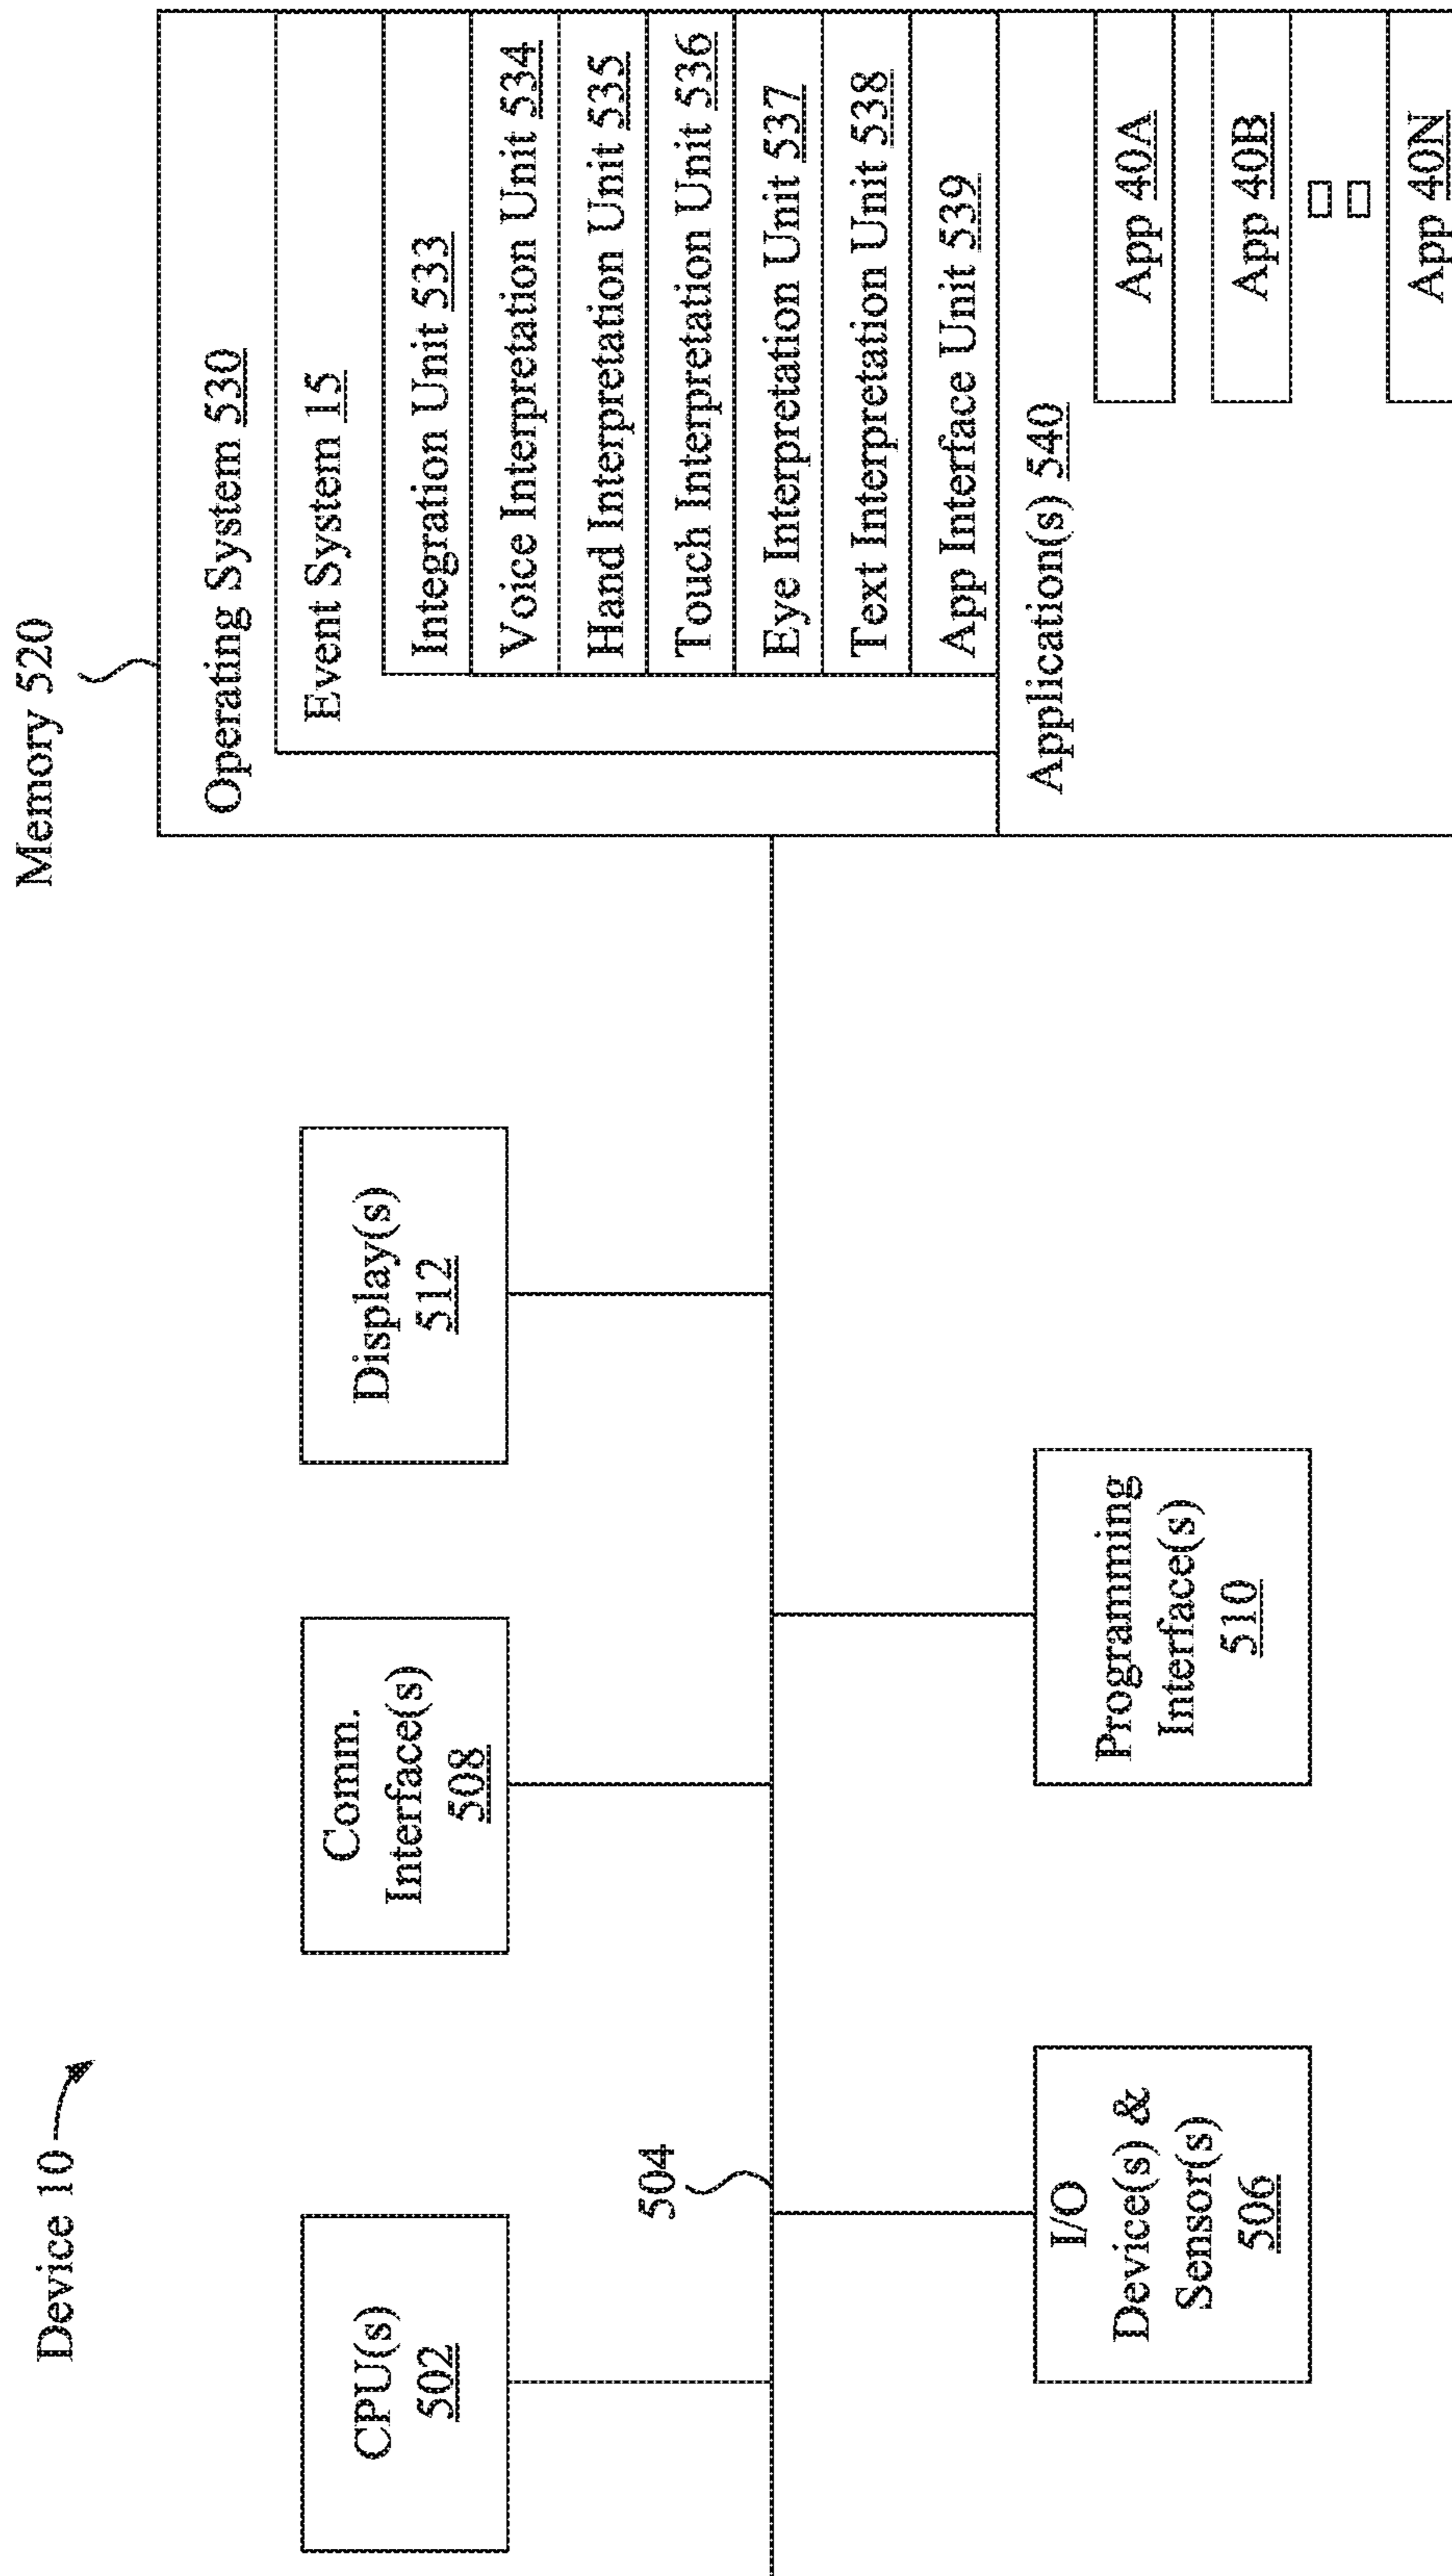 Device 10
CPU(s)
502
Comm.
Interface(s)
508
Display(s)
512
504
I/O
Device(s) &
Sensor(s)
506
Programming
Interface(s)
510
Memory 520
Operating System 530
Event System 15
Integration Unit 533
Voice Interpretation Unit 534
Hand Interpretation Unit 535
Touch Interpretation Unit 536
Eye Interpretation Unit 537
Text Interpretation Unit 538
App Interface Unit 539
Application(s) 540
App 40A
App 40B
App 40N